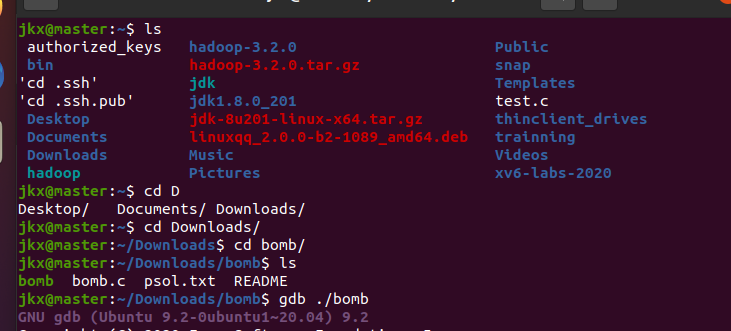 jkx@master:~$ ls
authorized_keys hadoop-3.2.0 Public
bin hadoop-3.2.0.tar.gz snap
'cd .ssh' jdk Templates
'cd .ssh.pub' jdk1.8.0_201 test.c
Desktop jdk-8u201-linux-x64.tar.gz thinclient_drives
Documents linuxqq_2.0.0-b2-1089_amd64.deb trainning
Downloads Music Videos
hadoop Pictures xv6-labs-2020
jkx@master:~$ cd D
Desktop/ Documents/ Downloads/
jkx@master:~$ cd Downloads/
jkx@master:~/Downloads$ cd bomb/
jkx@master:~/Downloads/bomb$ ls
bomb bomb.c psol.txt README
jkx@master:~/Downloads/bomb$ gdb ./bomb
GNU gdb (Ubuntu 9.2-0ubuntu1~20.04) 9.2